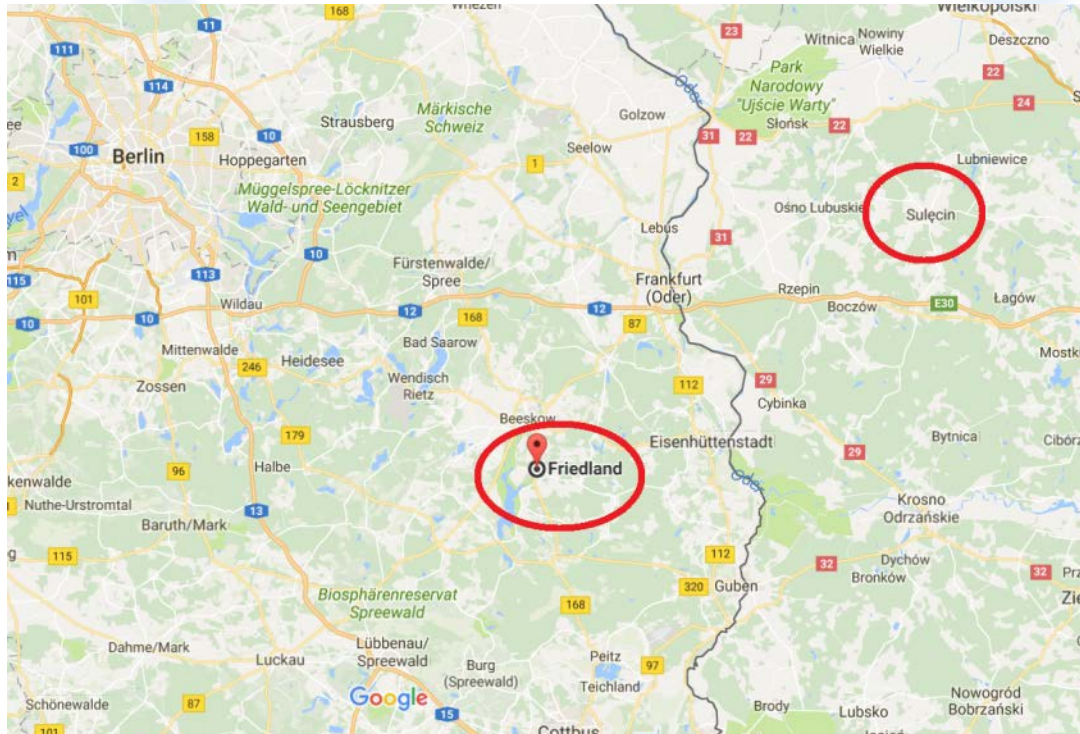 Wriezen
168
Wielkopolski
11
23
Witnica
Nowiny
Wielkie
Deszczno
111
114
Oder
Park
Narodowy
"Ujście Warty"
22
24
Märkische
Schweiz
Golzow
Słońsk
22
Strausberg
158
10
31
22
100
Berlin
Hoppegarten
1
Seelow
Lubniewice
2
Müggelspree-Löcknitzer
Wald- und Seengebiet
Ośno Lubuskie
Sulęcin
Lebus
31
10
113
Fürstenwalde/
Spree
Frankfurt
(Oder)
Rzepin
115
101
Wildau
12
12
Boczów
E30
Łagów
10
10
168
87
Mittenwalde
Bad Saarow
246
Heidesee
Wendisch
Rietz
112
29
Zossen
Cybinka
Beeskow
179
Eisenhüttenstadt
Bytnica
96
Halbe
Friedland
Oder
Nuthe-Urstromtal
13
Krosno
Odrzańskie
Baruth/Mark
115
112
32
Dychów
32
Bronków
Biosphärenreservat
Spreewald
168
320
Guben
Dahme/Mark
Lübbenau/
Spreewald
Luckau
Burg
(Spreewald)
Peitz
97
Teichland
Google
Schönewalde
87
15
Brody
Lubsko
Nowogród
Bobrzański
101
Cottbus